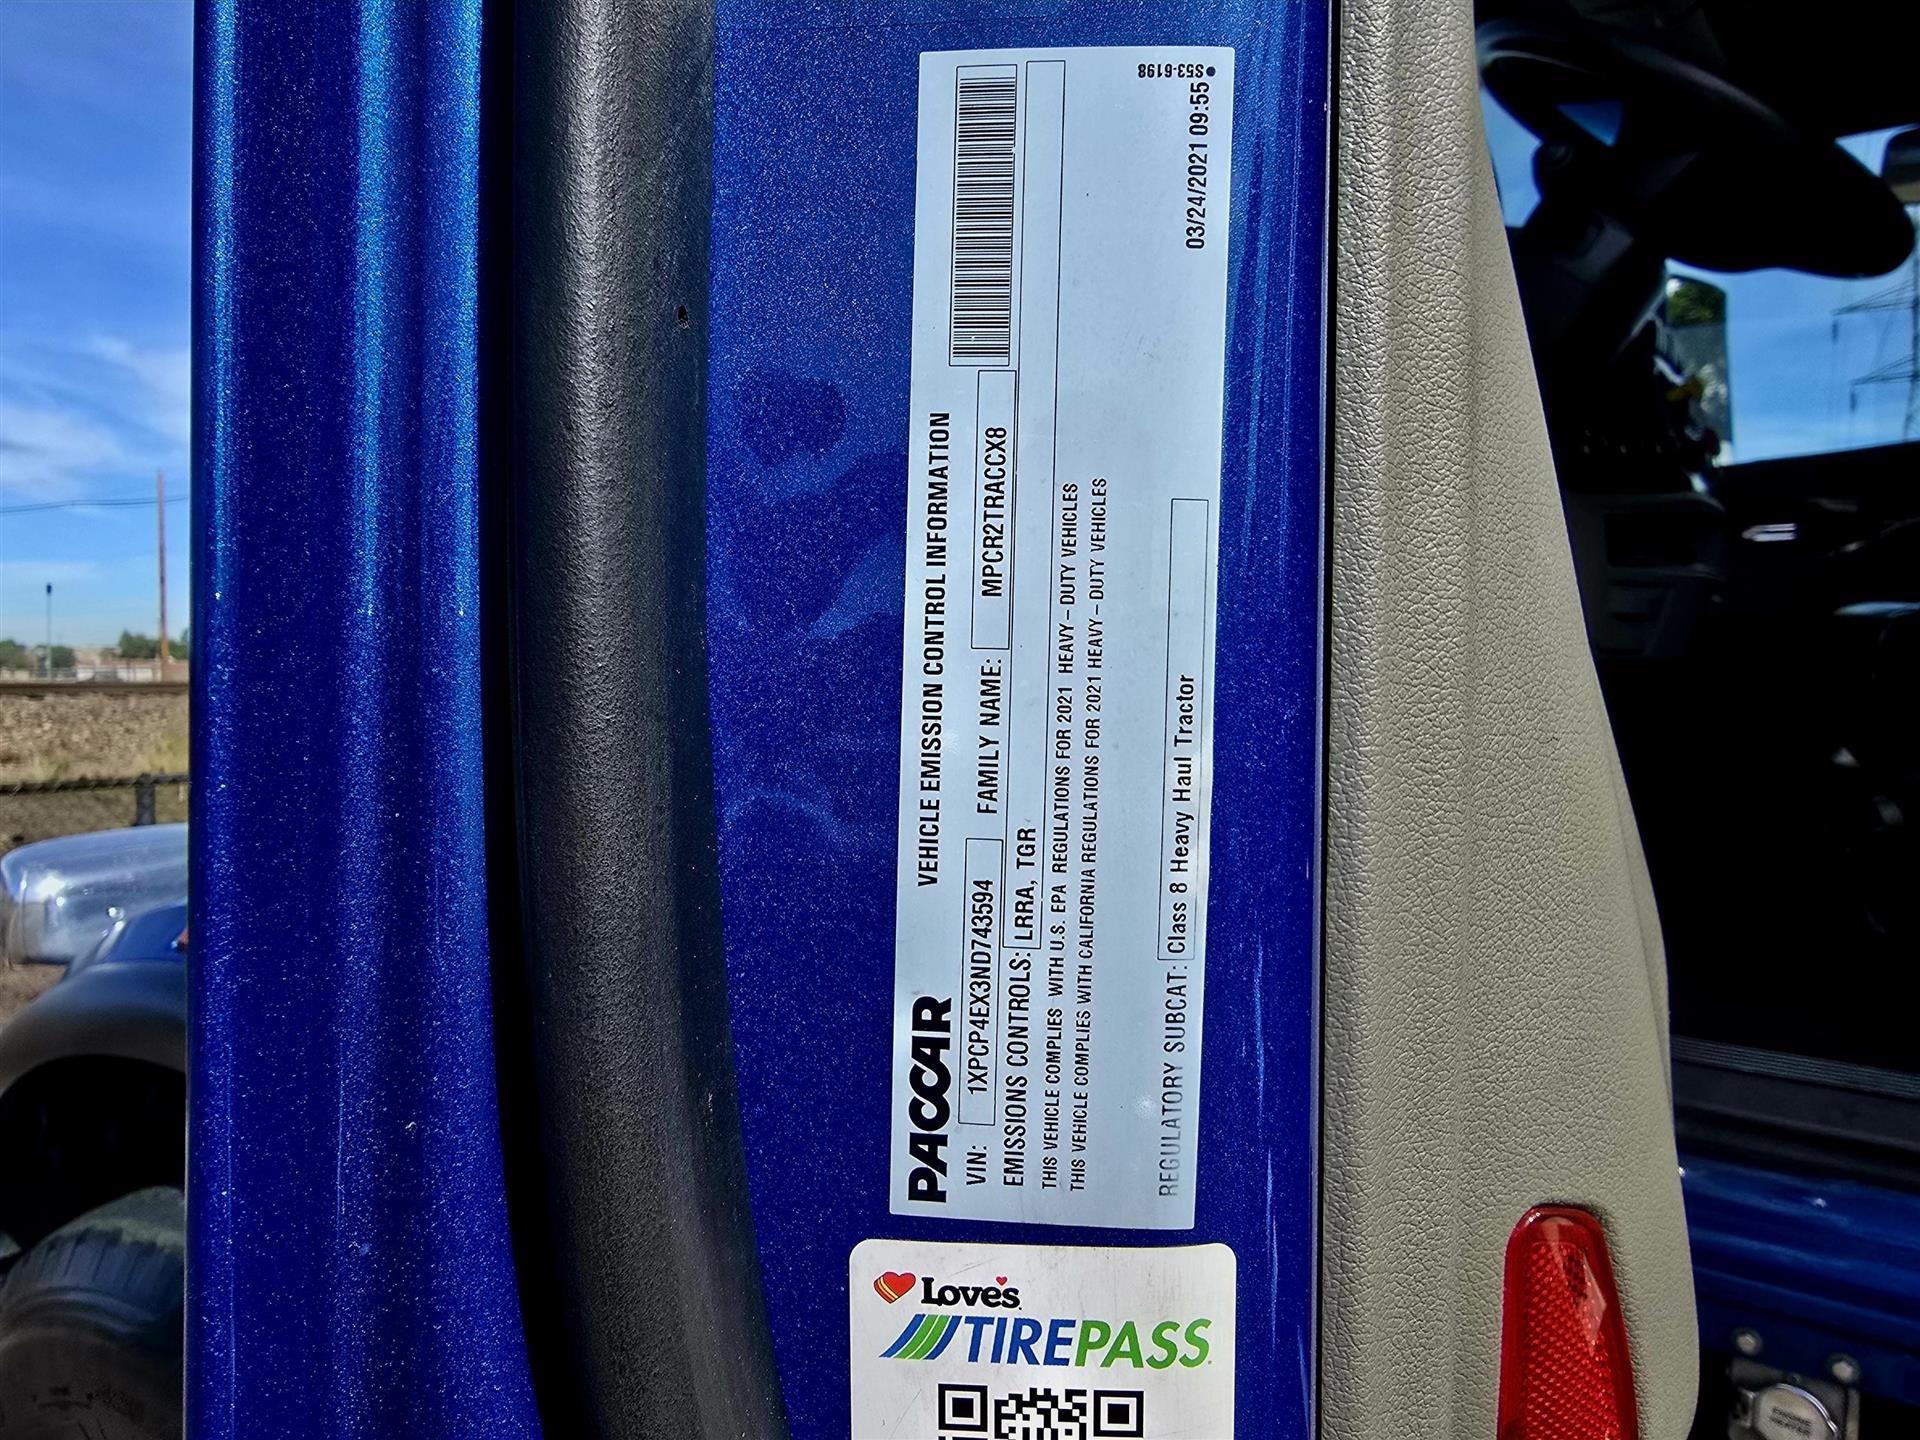 PACCAR
VEHICLE EMISSION CONTROL INFORMATION
VIN: 1XPCP4EX3ND743594 FAMILY NAME: MPCR2TRACCX8
EMISSIONS CONTROLS: LRRA, TGR
THIS VEHICLE COMPLIES WITH U.S. EPA REGULATIONS FOR 2021 HEAVY – DUTY VEHICLES
THIS VEHICLE COMPLIES WITH CALIFORNIA REGULATIONS FOR 2021 HEAVY – DUTY VEHICLES
REGULATORY SUBCAT: Class 8 Heavy Haul Tractor
03/24/2021 09:55
S53-6198
Love's
TIREPASS
ENGINE
HEATER